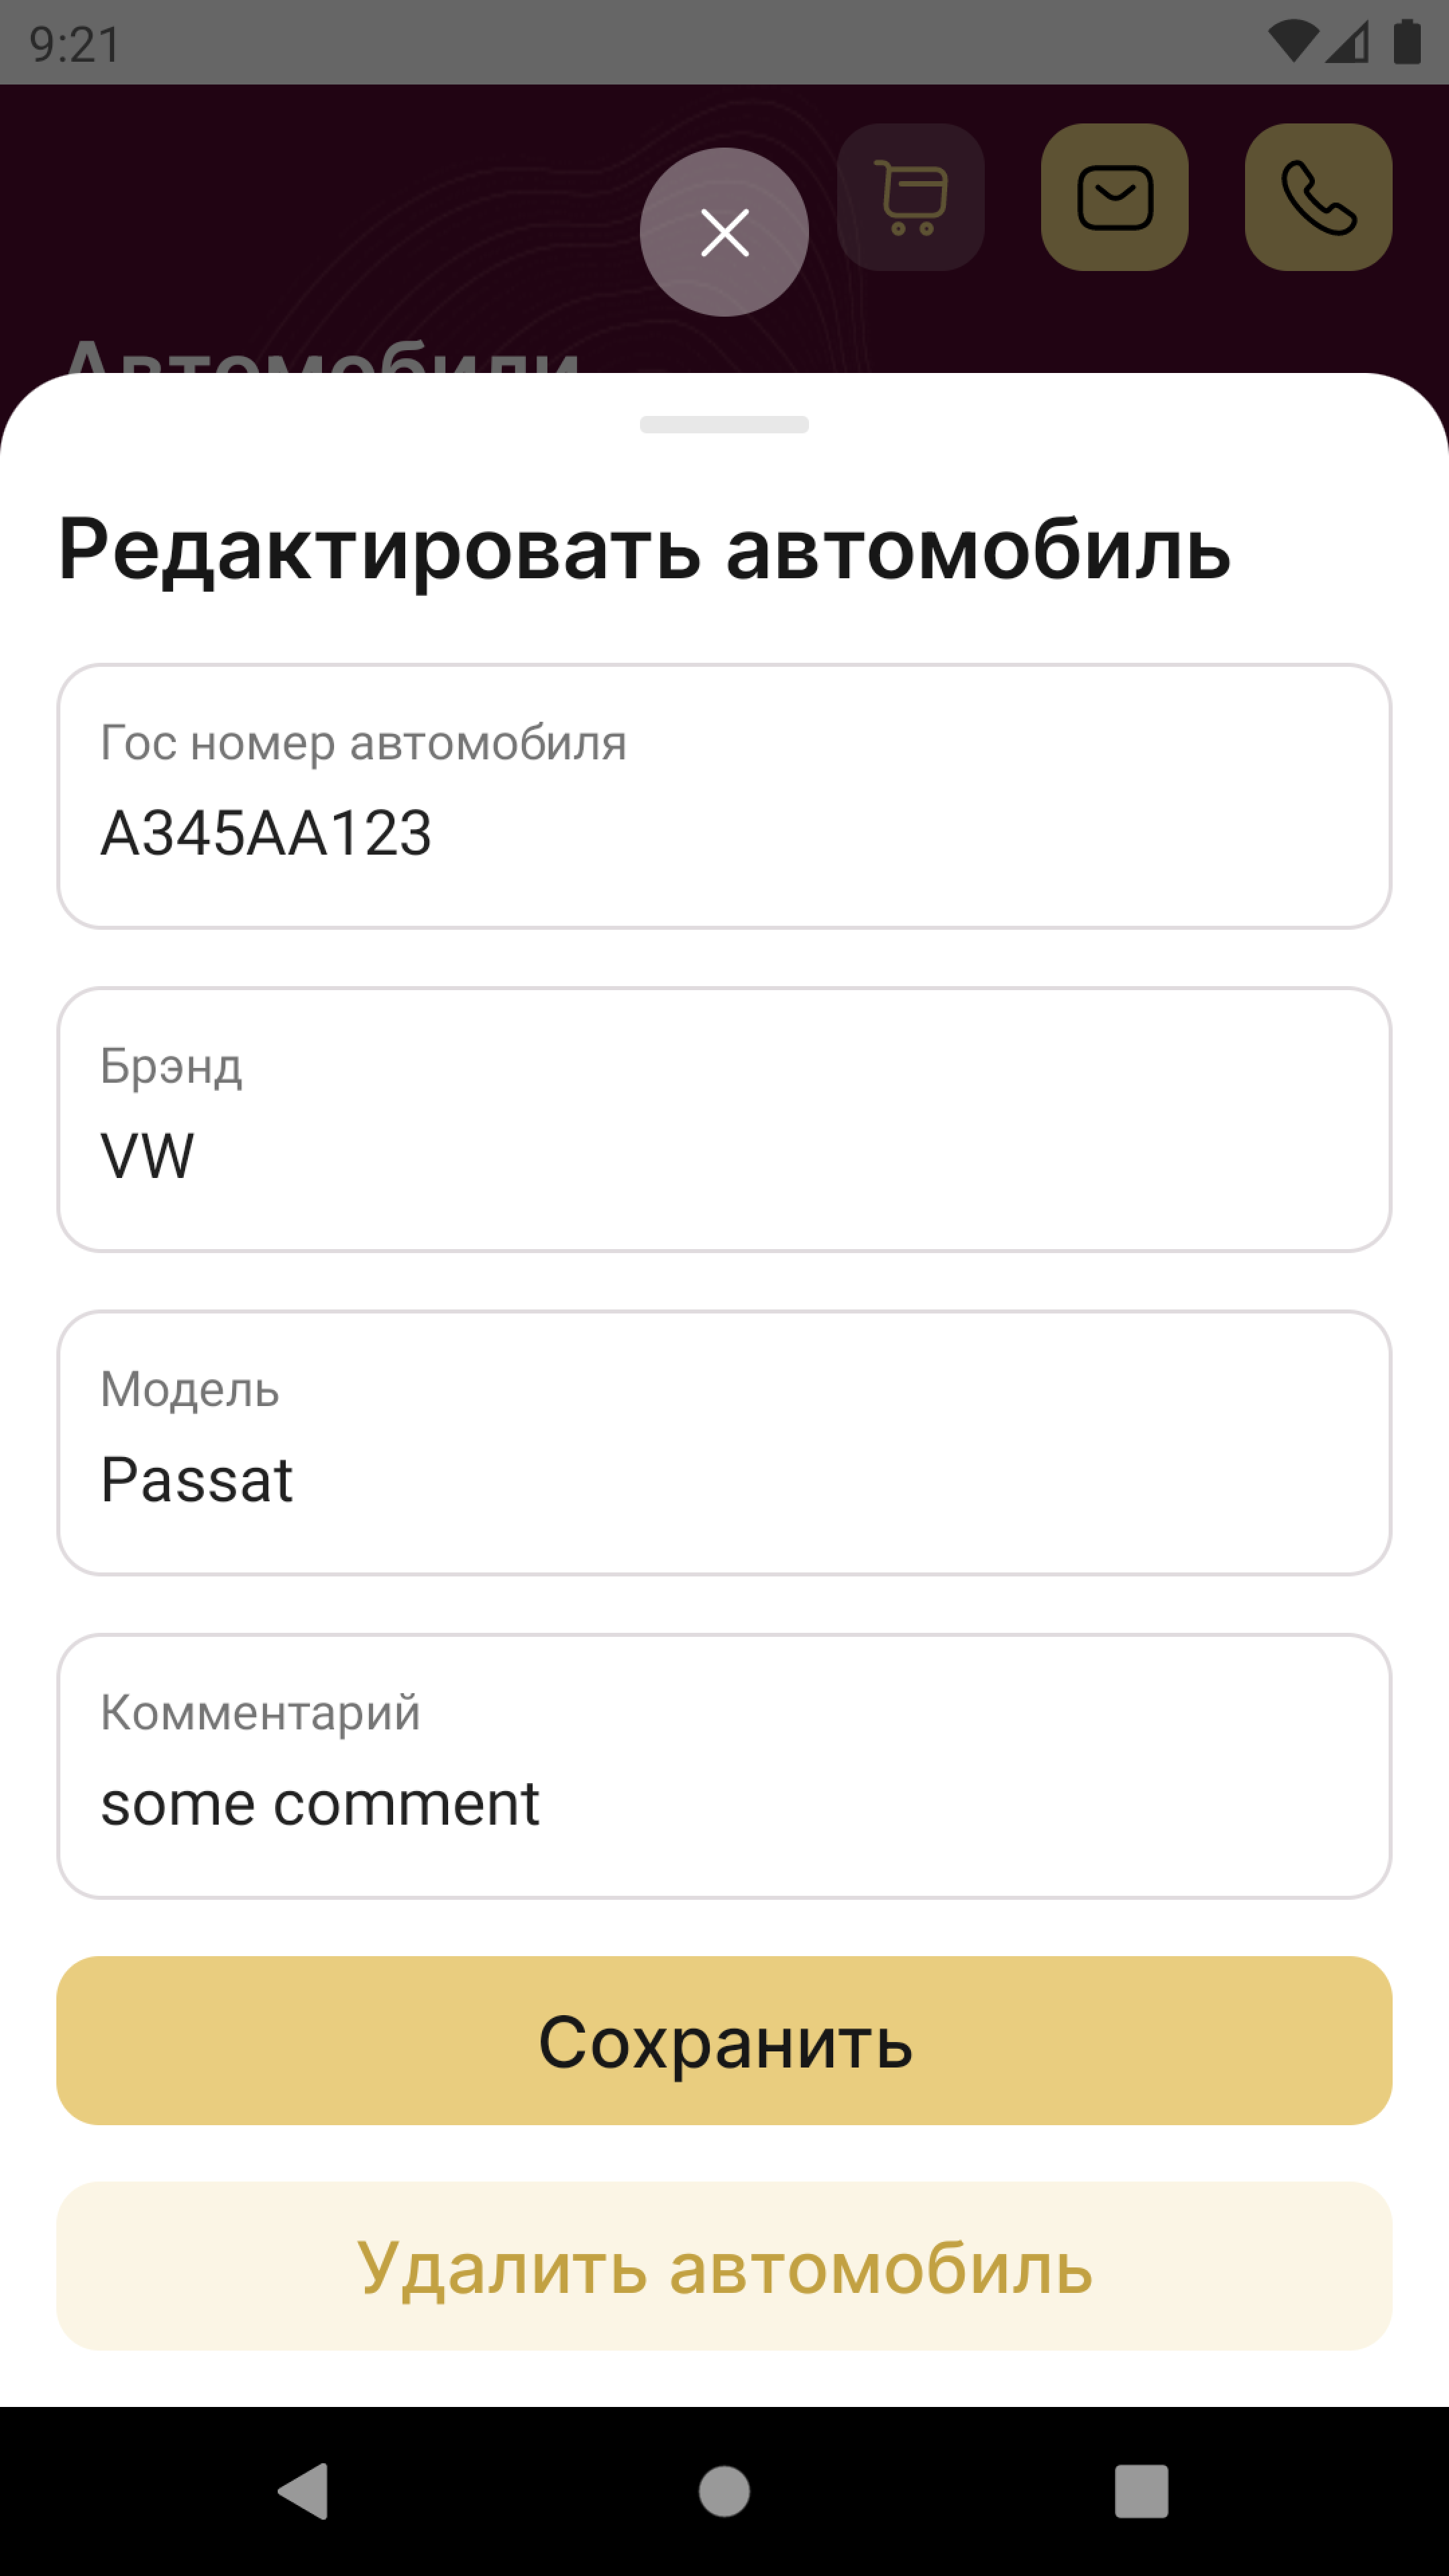 9:21
Автомобили
Редактировать автомобиль
Гос номер автомобиля
A345AA123
Брэнд
VW
Модель
Passat
Комментарий
some comment
Сохранить
Удалить автомобиль